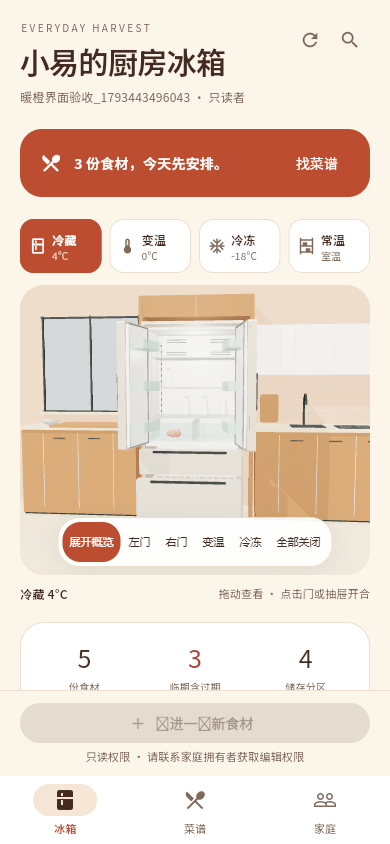 EVERYDAY HARVEST
小易的厨房冰箱
暖橙界面验收_1793443496043 · 只读者
3 份食材，今天先安排。
找菜谱
冷藏
4°C
变温
0°C
冷冻
-18°C
常温
室温
展开概览 左门 右门 变温 冷冻 全部关闭
冷藏 4°C
拖动查看 · 点击门或抽屉开合
5
份食材
3
临期含过期
4
储存分区
+ 进一 新食材
只读权限 · 请联系家庭拥有者获取编辑权限
冰箱
菜谱
家庭